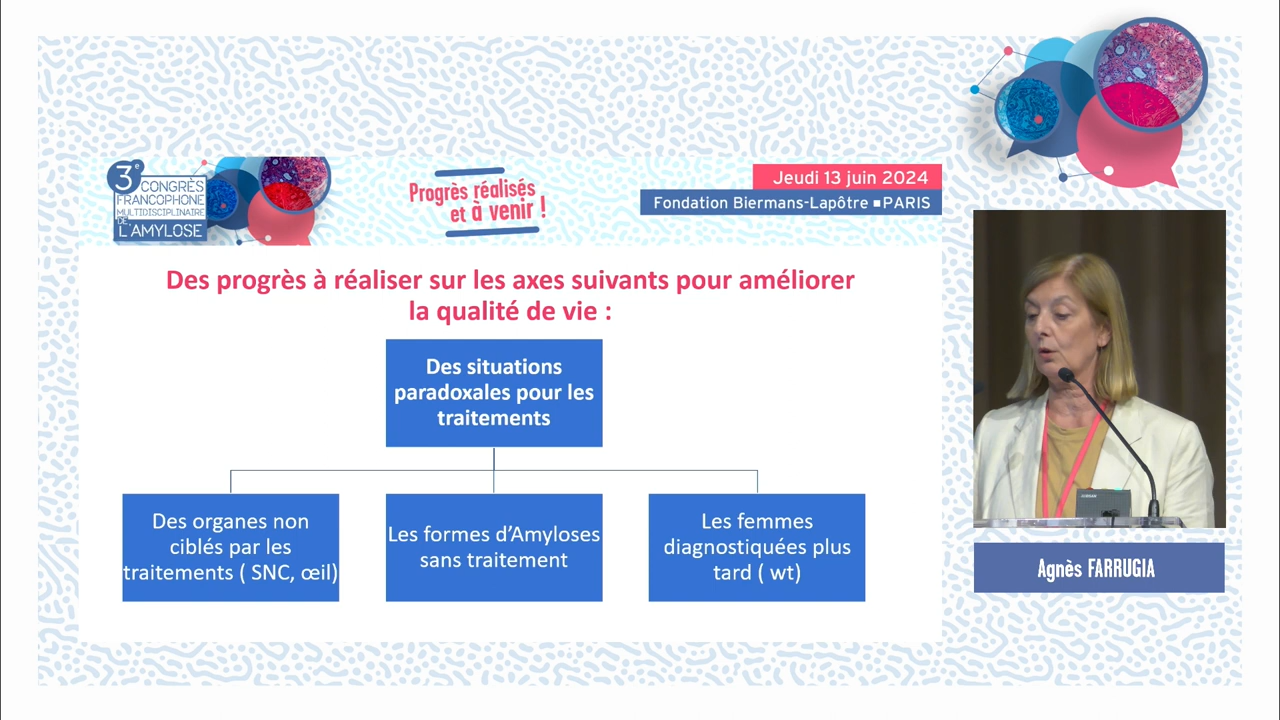 3e
CONGRÈS
FRANCOPHONE
MULTIDISCIPLINAIRE
DE
L'AMYLOSE
Progrès réalisés
et à venir !
Jeudi 13 juin 2024
Fondation Biermans-Lapôtre ■ PARIS
Des progrès à réaliser sur les axes suivants pour améliorer
la qualité de vie :
Des situations
paradoxales pour les
traitements
Des organes non
ciblés par les
traitements ( SNC, œil)
Les formes d’Amyloses
sans traitement
Les femmes
diagnostiquées plus
tard ( wt)
Agnès FARRUGIA